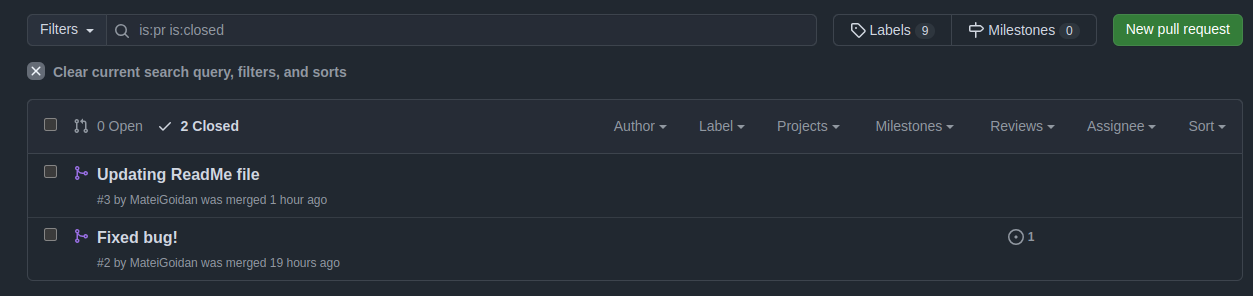 Filters is:pr is:closed Labels 9 Milestones 0 New pull request
Clear current search query, filters, and sorts
0 Open 2 Closed Author Label Projects Milestones Reviews Assignee Sort
Updating ReadMe file
#3 by MateiGoidan was merged 1 hour ago
Fixed bug! 1
#2 by MateiGoidan was merged 19 hours ago